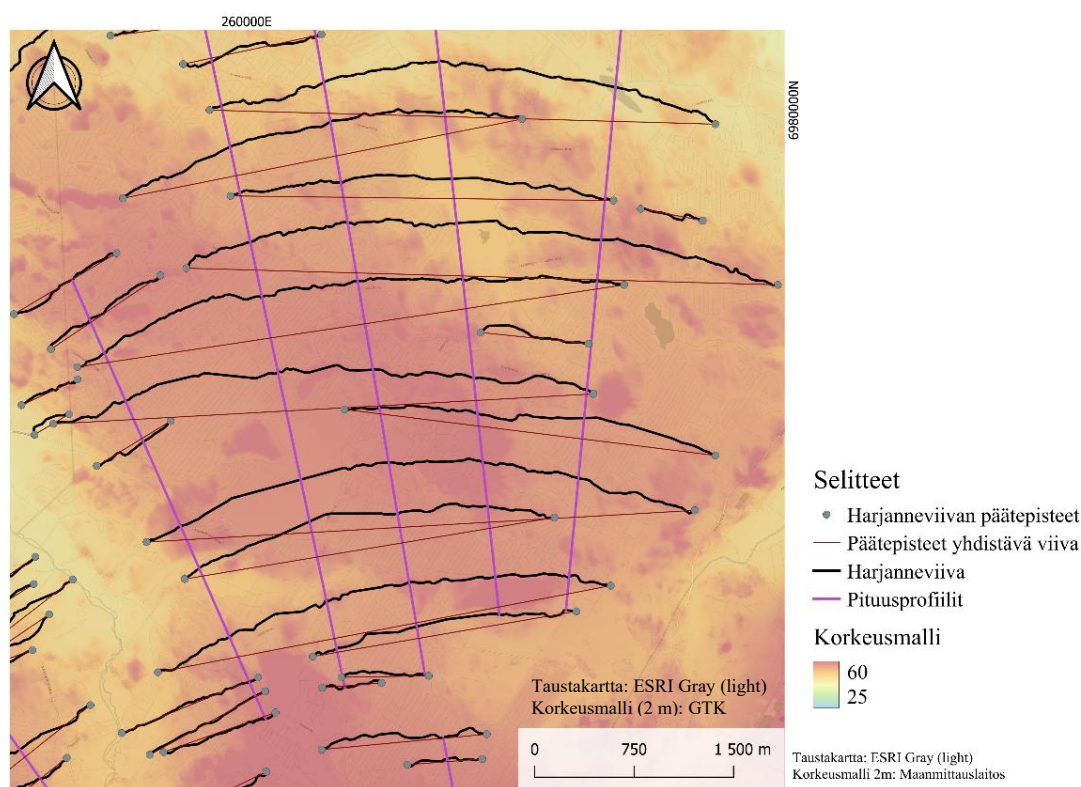 260000E
6980000N
Selitteet
Harjanneviivan päätepisteet
Päätepisteet yhdistävä viiva
Harjanneviiva
Pituusprofiilit
Korkeusmalli
60
25
Taustakartta: ESRI Gray (light)
Korkeusmalli (2 m): GTK
0 750 1 500 m
Taustakartta: ESRI Gray (light)
Korkeusmalli 2m: Maanmittauslaitos